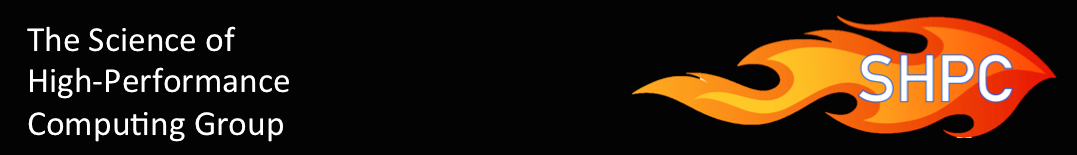 The Science of
High-Performance
Computing Group
SHPC